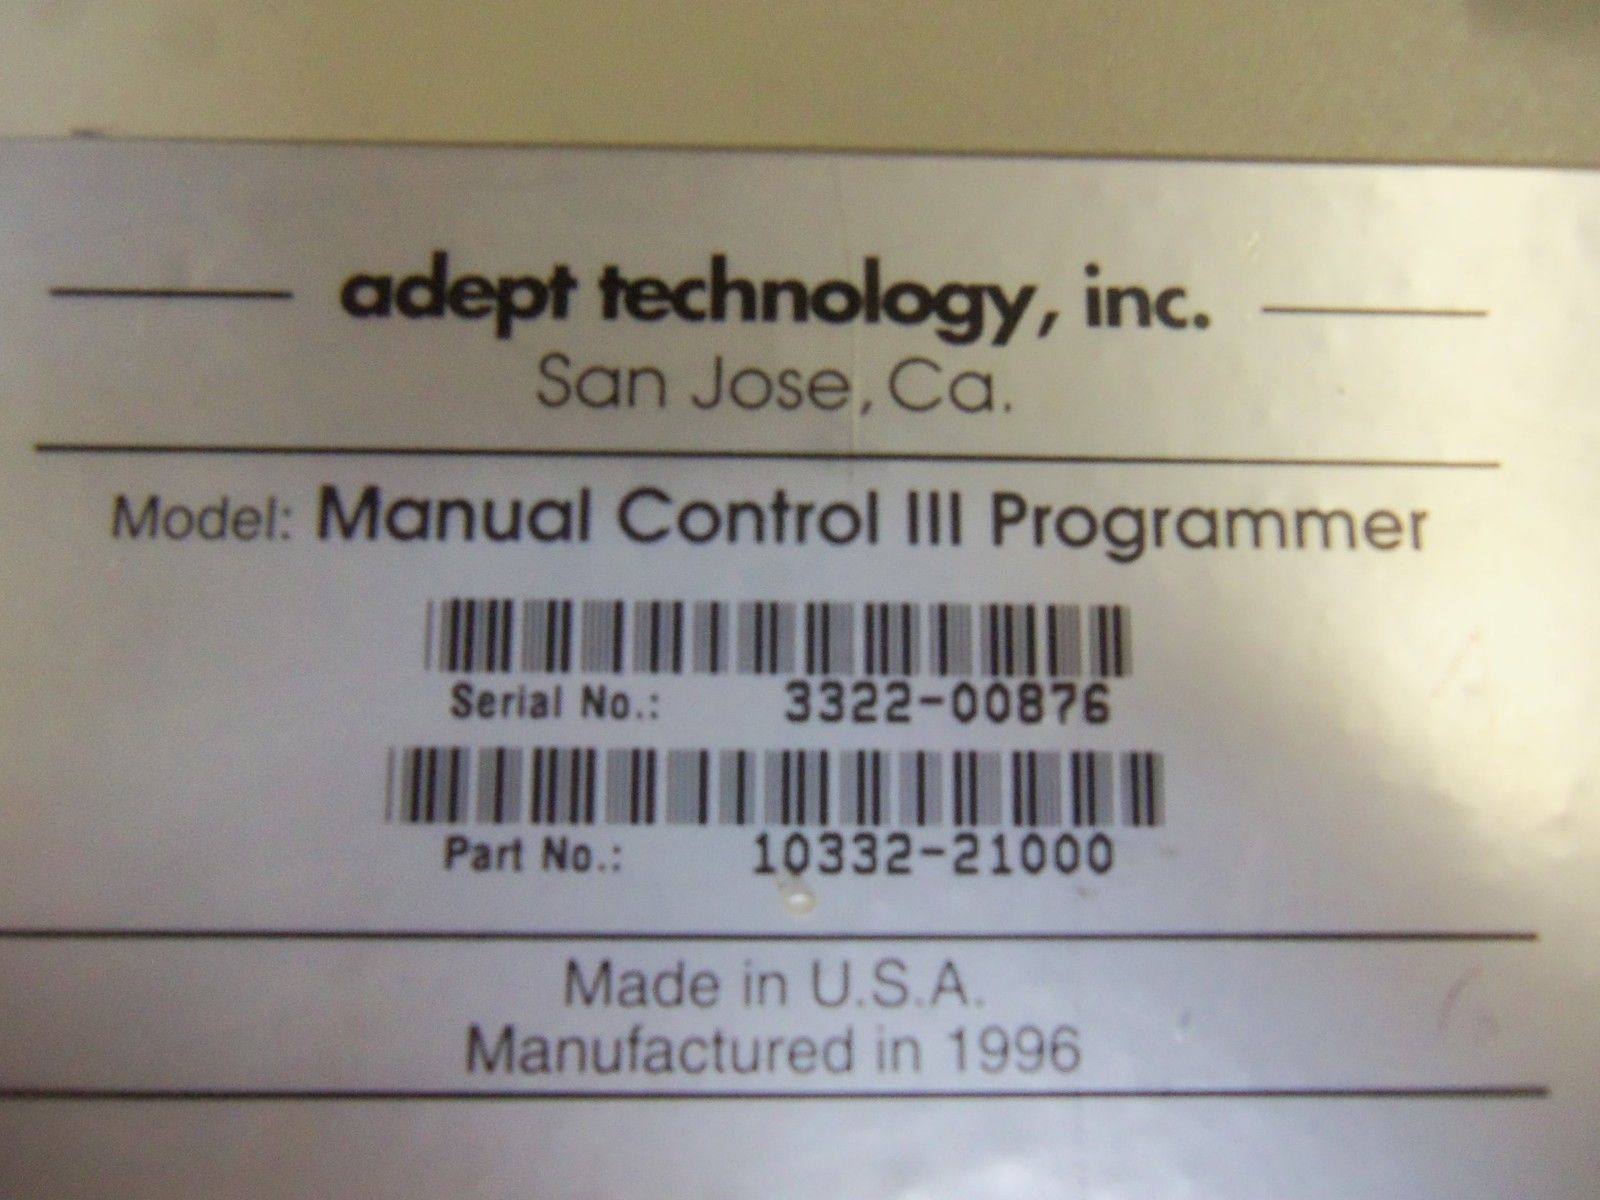 adept technology, inc.
San Jose, Ca.
Model: Manual Control III Programmer
Serial No.: 3322-00876
Part No.: 10332-21000
Made in U.S.A.
Manufactured in 1996